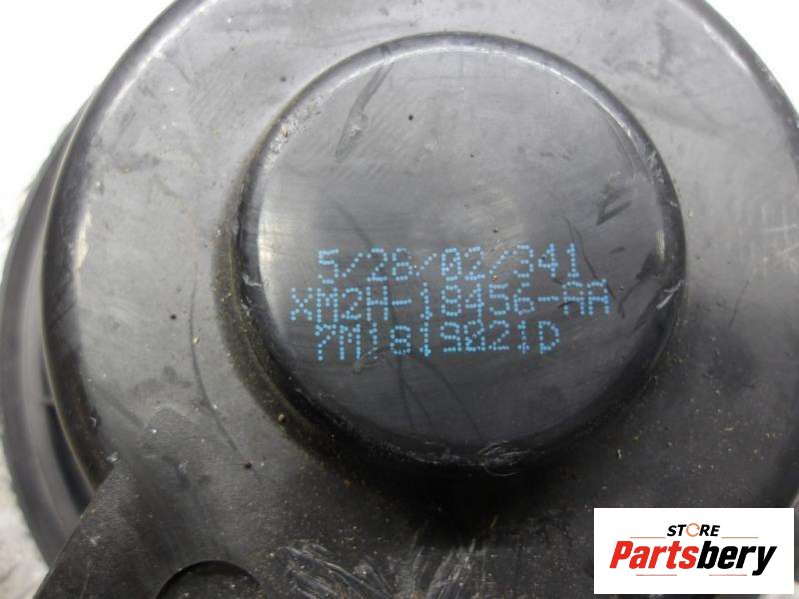 5/28/02/341
XM2H-18456-AA
7M1819021D
STORE
Partsbery